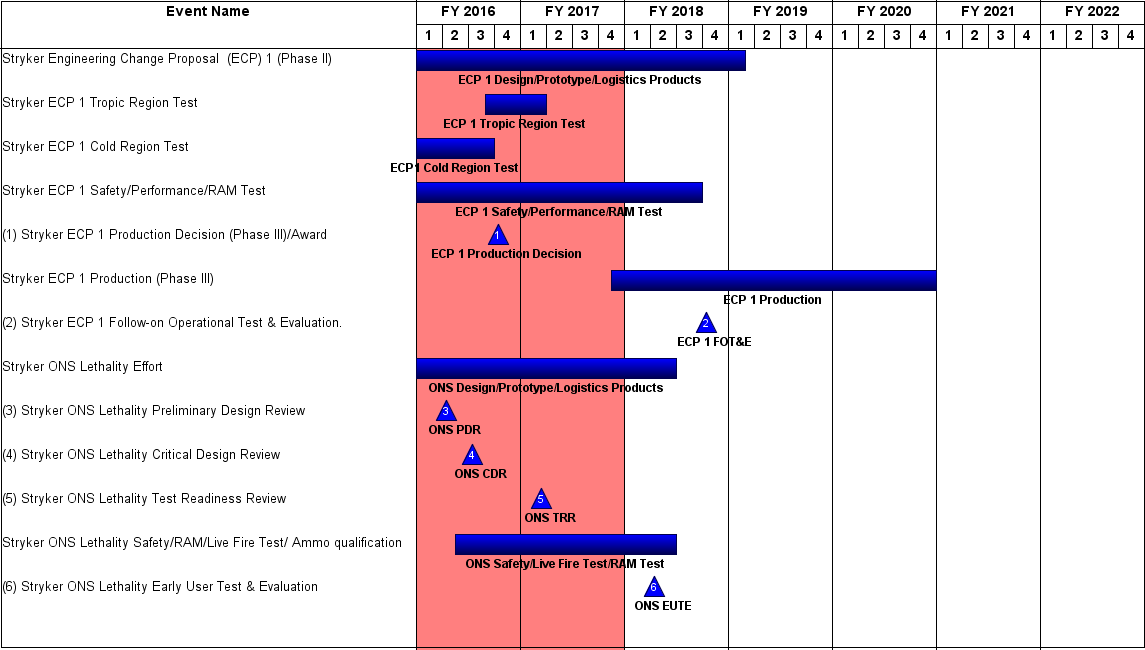 Event Name FY 2016 FY 2017 FY 2018 FY 2019 FY 2020 FY 2021 FY 2022
1 2 3 4 1 2 3 4 1 2 3 4 1 2 3 4 1 2 3 4 1 2 3 4 1 2 3 4
Stryker Engineering Change Proposal (ECP) 1 (Phase II)
ECP 1 Design/Prototype/Logistics Products
Stryker ECP 1 Tropic Region Test
ECP 1 Tropic Region Test
Stryker ECP 1 Cold Region Test
ECP1 Cold Region Test
Stryker ECP 1 Safety/Performance/RAM Test
ECP 1 Safety/Performance/RAM Test
(1) Stryker ECP 1 Production Decision (Phase III)/Award
1
ECP 1 Production Decision
Stryker ECP 1 Production (Phase III)
ECP 1 Production
(2) Stryker ECP 1 Follow-on Operational Test & Evaluation.
2
ECP 1 FOT&E
Stryker ONS Lethality Effort
ONS Design/Prototype/Logistics Products
(3) Stryker ONS Lethality Preliminary Design Review
3
ONS PDR
(4) Stryker ONS Lethality Critical Design Review
4
ONS CDR
(5) Stryker ONS Lethality Test Readiness Review
5
ONS TRR
Stryker ONS Lethality Safety/RAM/Live Fire Test/ Ammo qualification
ONS Safety/Live Fire Test/RAM Test
(6) Stryker ONS Lethality Early User Test & Evaluation
6
ONS EUTE